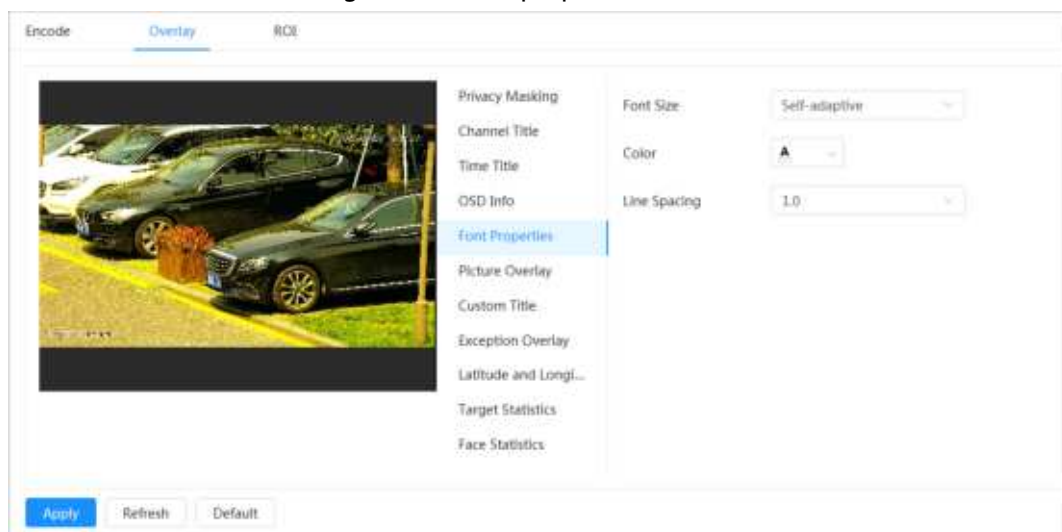 Encode Overlay ROI
Privacy Masking
Channel Title
Time Title
OSD Info
Font Properties
Picture Overlay
Custom Title
Exception Overlay
Latitude and Longi...
Target Statistics
Face Statistics
Font Size Self-adaptive
Color A
Line Spacing 1.0
Apply Refresh Default